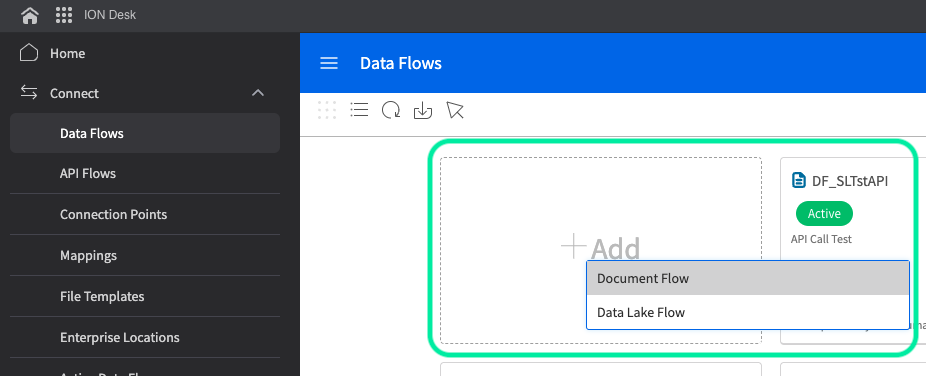 ION Desk
Home
Connect
Data Flows
API Flows
Connection Points
Mappings
File Templates
Enterprise Locations
Data Flows
Add
Document Flow
Data Lake Flow
DF_SLTstAPI
Active
API Call Test